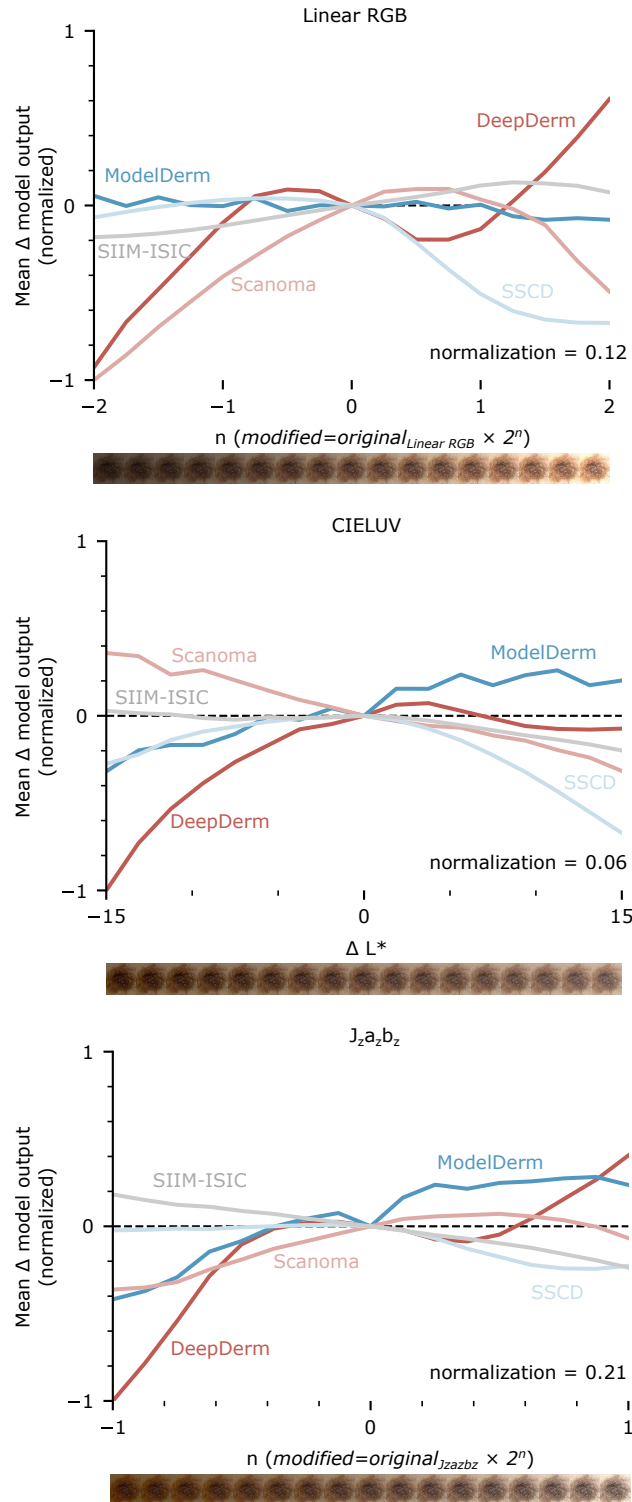 Linear RGB
1
DeepDerm
Mean Δ model output
(normalized)
ModelDerm
0
SIIM-ISIC
Scanoma
SSCD
normalization = 0.12
−1
−2
−1
0
1
2
n (modified=original_Linear RGB × 2^n)
CIELUV
1
Scanoma
ModelDerm
Mean Δ model output
(normalized)
SIIM-ISIC
0
SSCD
DeepDerm
normalization = 0.06
−1
−15
0
15
Δ L*
J_z a_z b_z
1
Mean Δ model output
(normalized)
ModelDerm
SIIM-ISIC
0
Scanoma
SSCD
DeepDerm
normalization = 0.21
−1
−1
0
1
n (modified=original_Jzazbz × 2^n)